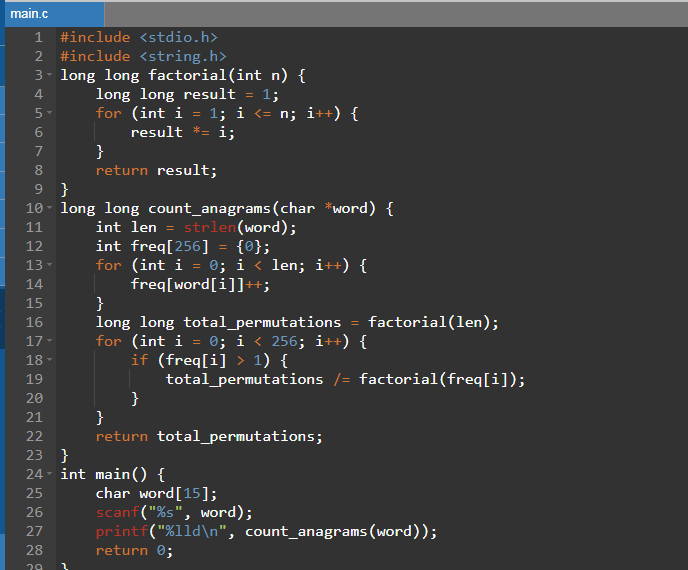 main.c
1 #include <stdio.h>
2 #include <string.h>
3 long long factorial(int n) {
4     long long result = 1;
5     for (int i = 1; i <= n; i++) {
6         result *= i;
7     }
8     return result;
9 }
10 long long count_anagrams(char *word) {
11     int len = strlen(word);
12     int freq[256] = {0};
13     for (int i = 0; i < len; i++) {
14         freq[word[i]]++;
15     }
16     long long total_permutations = factorial(len);
17     for (int i = 0; i < 256; i++) {
18         if (freq[i] > 1) {
19             total_permutations /= factorial(freq[i]);
20         }
21     }
22     return total_permutations;
23 }
24 int main() {
25     char word[15];
26     scanf("%s", word);
27     printf("%lld\n", count_anagrams(word));
28     return 0;
29 }